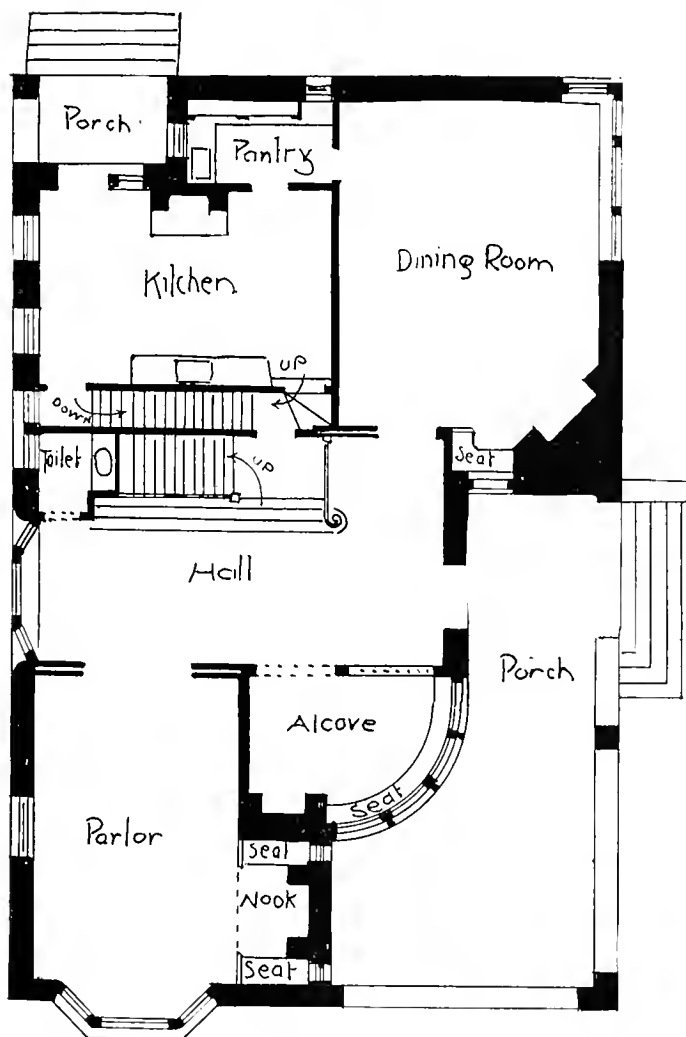 Porch
Pantry
Dining Room
Kitchen
UP
DOWN
Toilet
UP
Seat
Hall
Porch
Alcove
Seat
Parlor
Seat
Nook
Seat